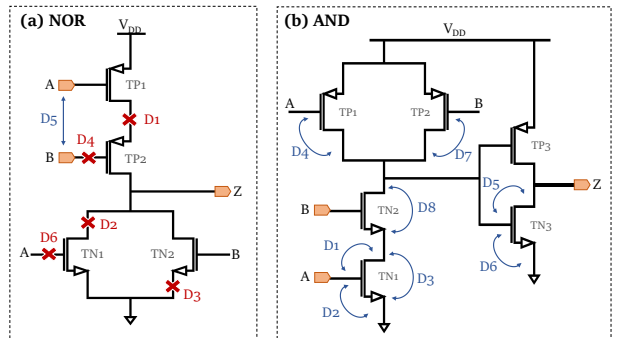 (a) NOR
VDD
A
TP1
D5
D1
D4
B
TP2
Z
D2
D6
A
TN1
TN2
B
D3
(b) AND
VDD
A
TP1
TP2
B
D4
D7
TP3
D5
Z
B
TN2
D8
TN3
D1
D6
A
TN1
D3
D2